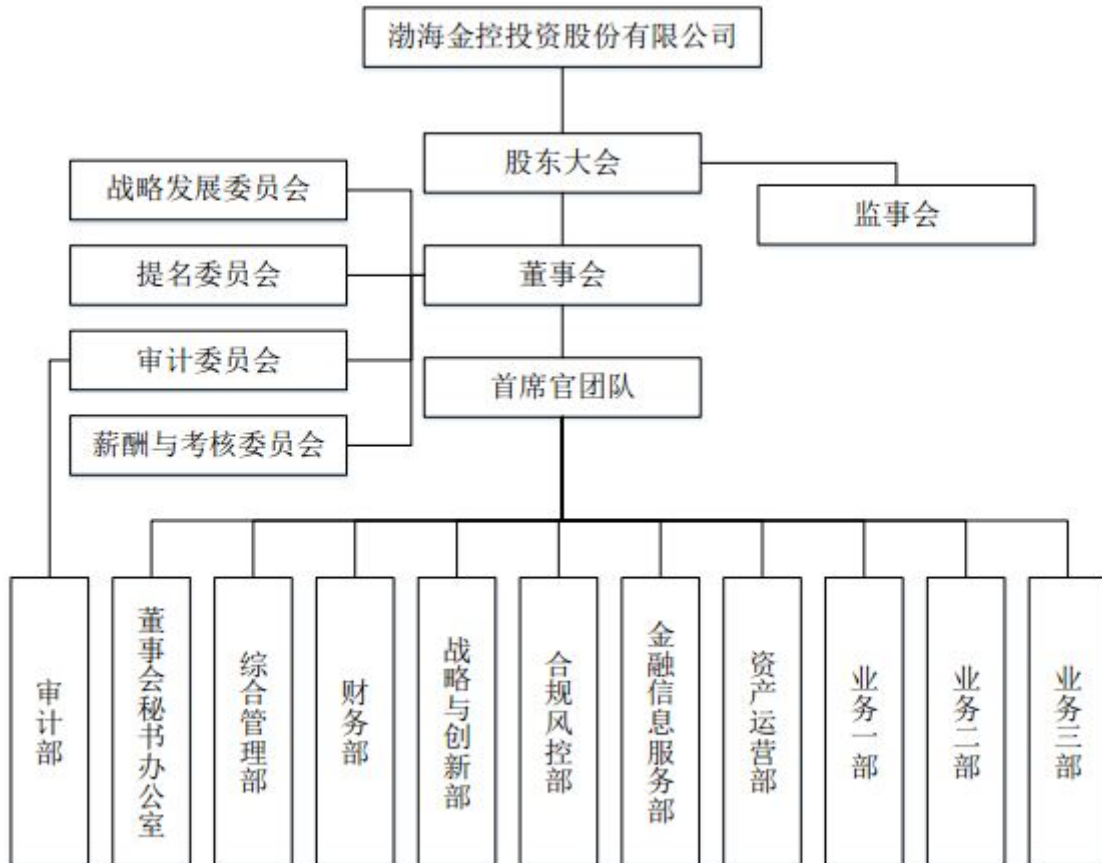 渤海金控投资股份有限公司
股东大会
战略发展委员会
监事会
提名委员会
董事会
审计委员会
首席官团队
薪酬与考核委员会
审计部
董事会秘书办公室
综合管理部
财务部
战略与创新部
合规风控部
金融信息服务部
资产运营部
业务一部
业务二部
业务三部